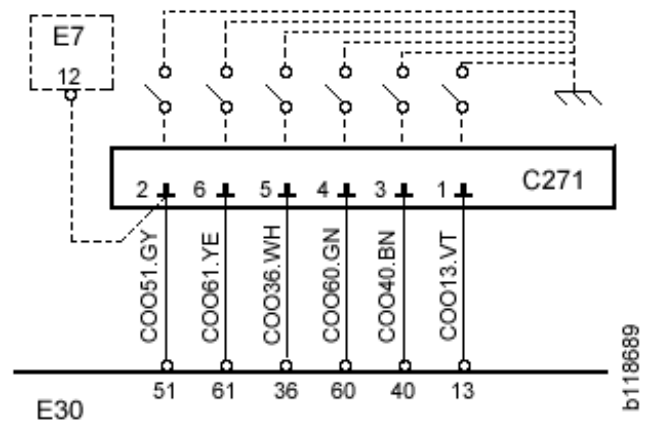 E7
12
C271
2 6 5 4 3 1
COO51.GY
COO61.YE
COO36.WH
COO60.GN
COO40.BN
COO13.VT
51 61 36 60 40 13
E30
b118689